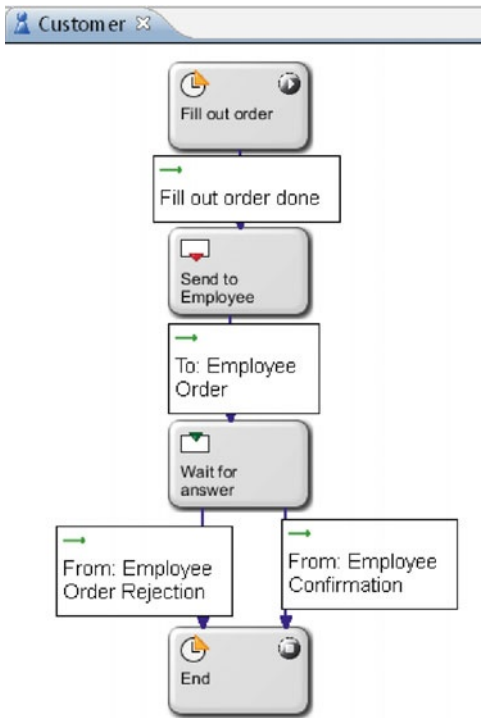 Customer
Fill out order
Fill out order done
Send to
Employee
To: Employee
Order
Wait for
answer
From: Employee
Order Rejection
From: Employee
Confirmation
End